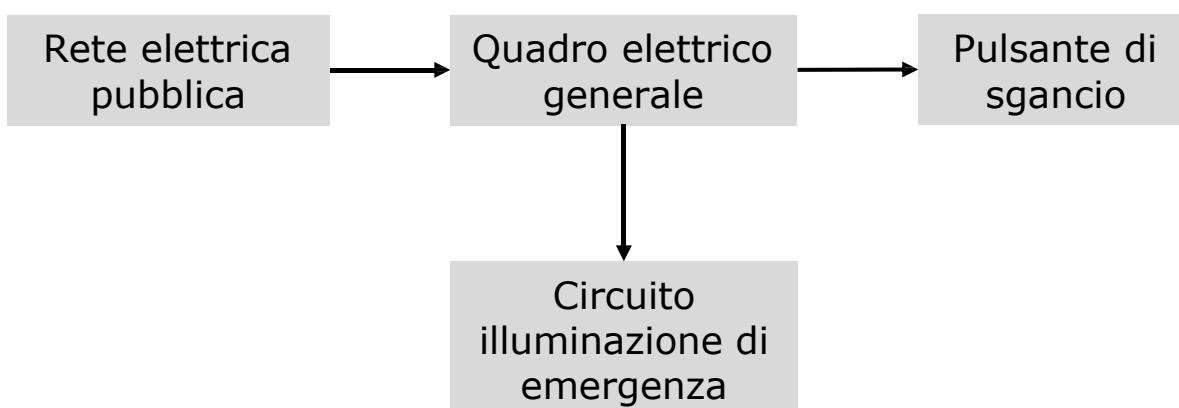 Rete elettrica
pubblica
Quadro elettrico
generale
Pulsante di
sgancio
Circuito
illuminazione di
emergenza